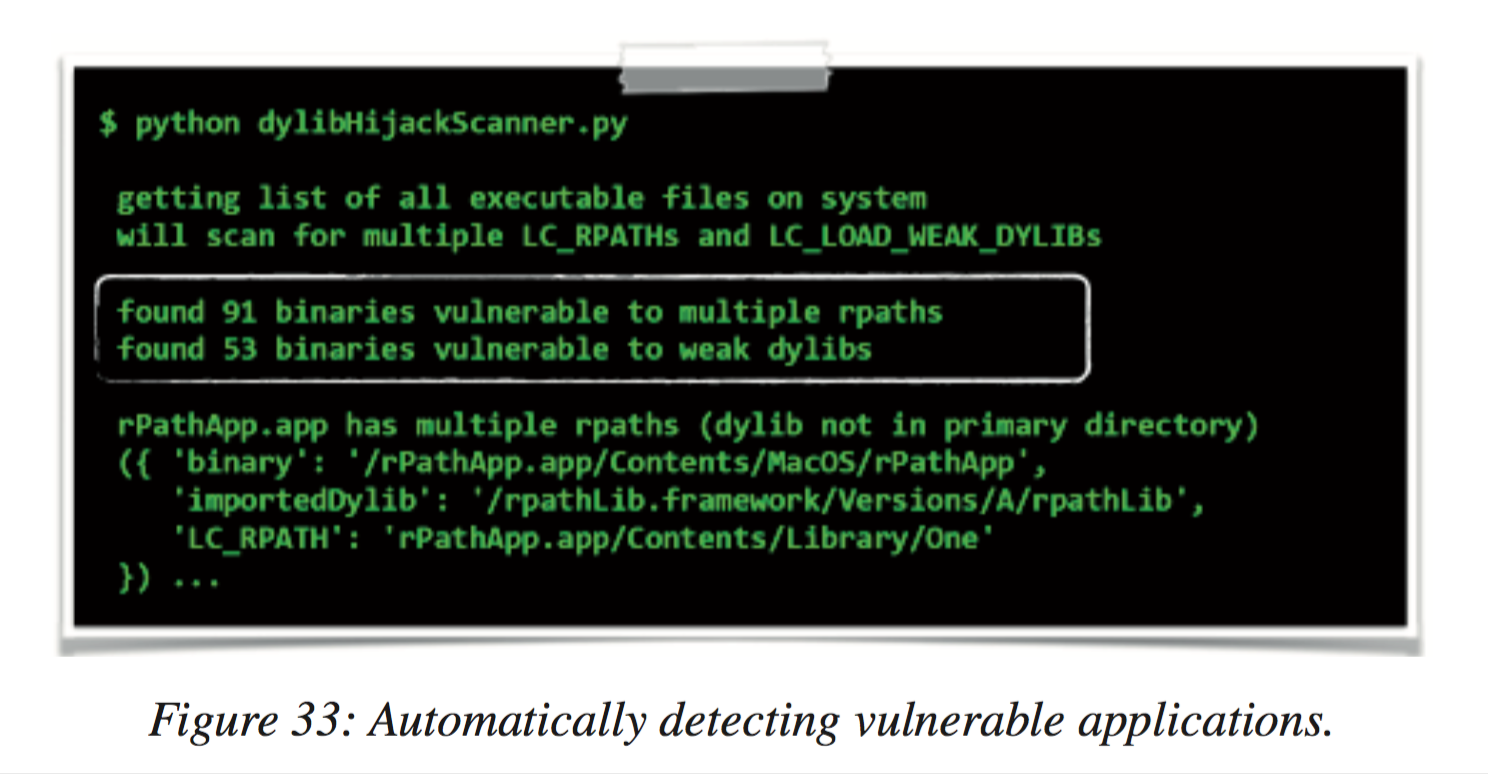 $ python dylibHijackScanner.py
getting list of all executable files on system
will scan for multiple LC_RPATHs and LC_LOAD_WEAK_DYLIBs
found 91 binaries vulnerable to multiple rpaths
found 53 binaries vulnerable to weak dylibs
rPathApp.app has multiple rpaths (dylib not in primary directory)
({ 'binary': '/rPathApp.app/Contents/MacOS/rPathApp',
'importedDylib': '/rpathLib.framework/Versions/A/rpathLib',
'LC_RPATH': 'rPathApp.app/Contents/Library/One'
}) ...
Figure 33: Automatically detecting vulnerable applications.